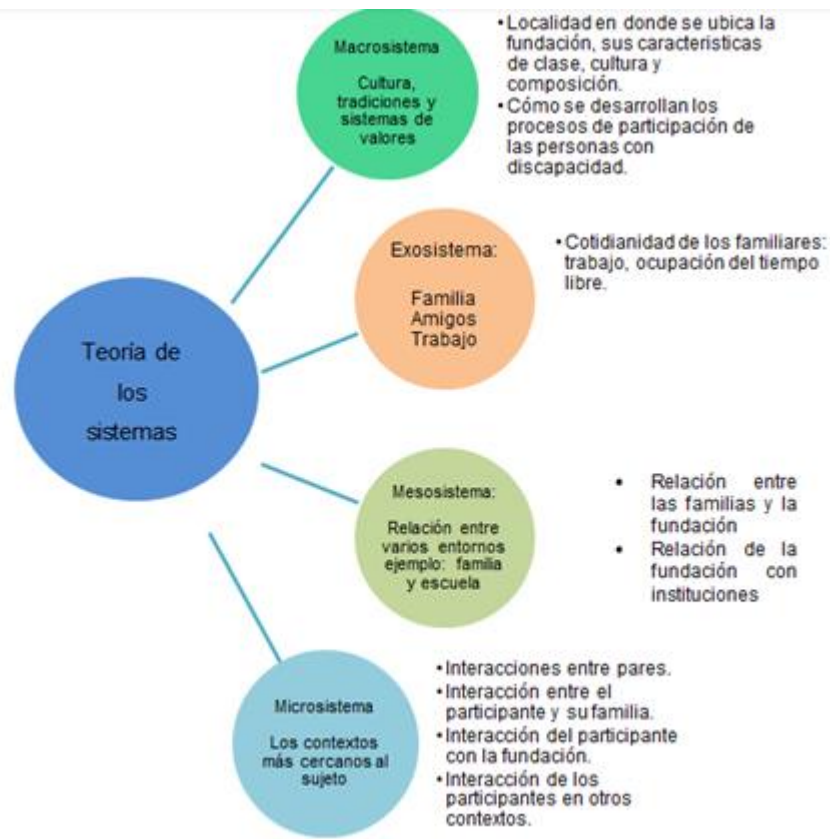 Teoría de
los
sistemas
Macrosistema
Cultura,
tradiciones y
sistemas de
valores
•Localidad en donde se ubica la
fundación, sus caracteristicas
de clase, cultura y
composición.
•Cómo se desarrollan los
procesos de participación de
las personas con
discapacidad.
Exosistema:
Familia
Amigos
Trabajo
•Cotidianidad de los familiares:
trabajo, ocupación del tiempo
libre.
Mesosistema:
Relación entre
varios entornos
ejemplo: familia
y escuela
• Relación entre
las familias y la
fundación
• Relación de la
fundación con
instituciones
Microsistema
Los contextos
más cercanos al
sujeto
•Interacciones entre pares.
•Interacción entre el
participante y su familia.
•Interacción del participante
con la fundación.
•Interacción de los
participantes en otros
contextos.